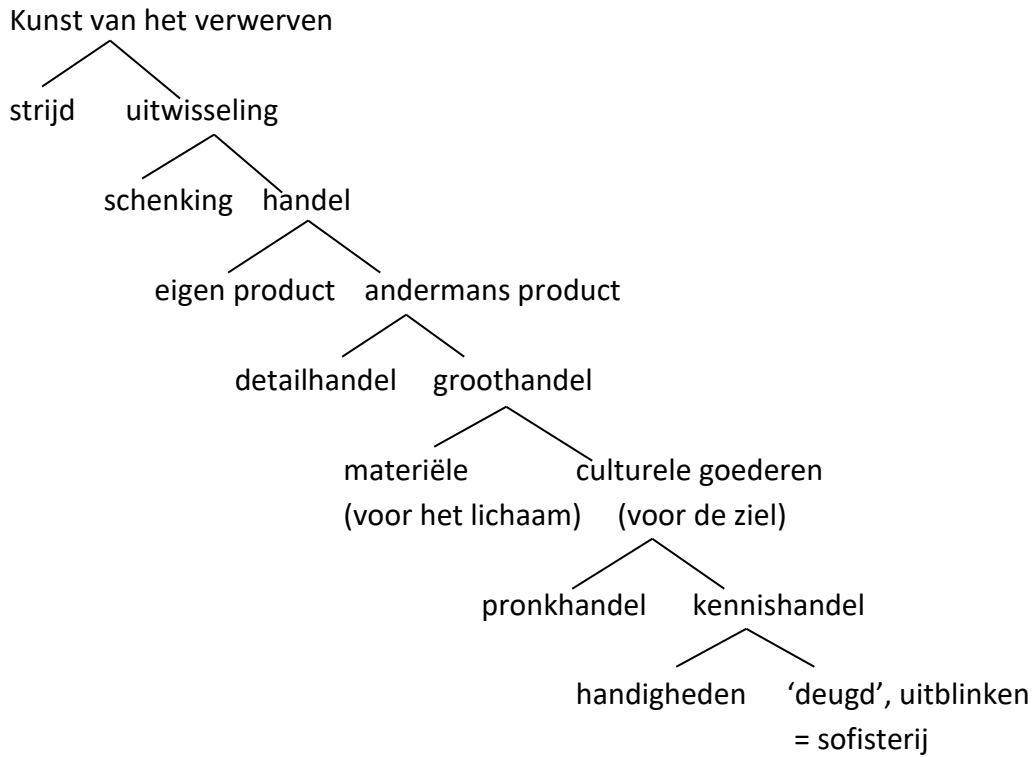 Kunst van het verwerven
strijd uitwisseling
schenking handel
eigen product andermans product
detailhandel groothandel
materiële culturele goederen
(voor het lichaam) (voor de ziel)
pronkhandel kennishandel
handigheden ‘deugd’, uitblinken
= sofisterij